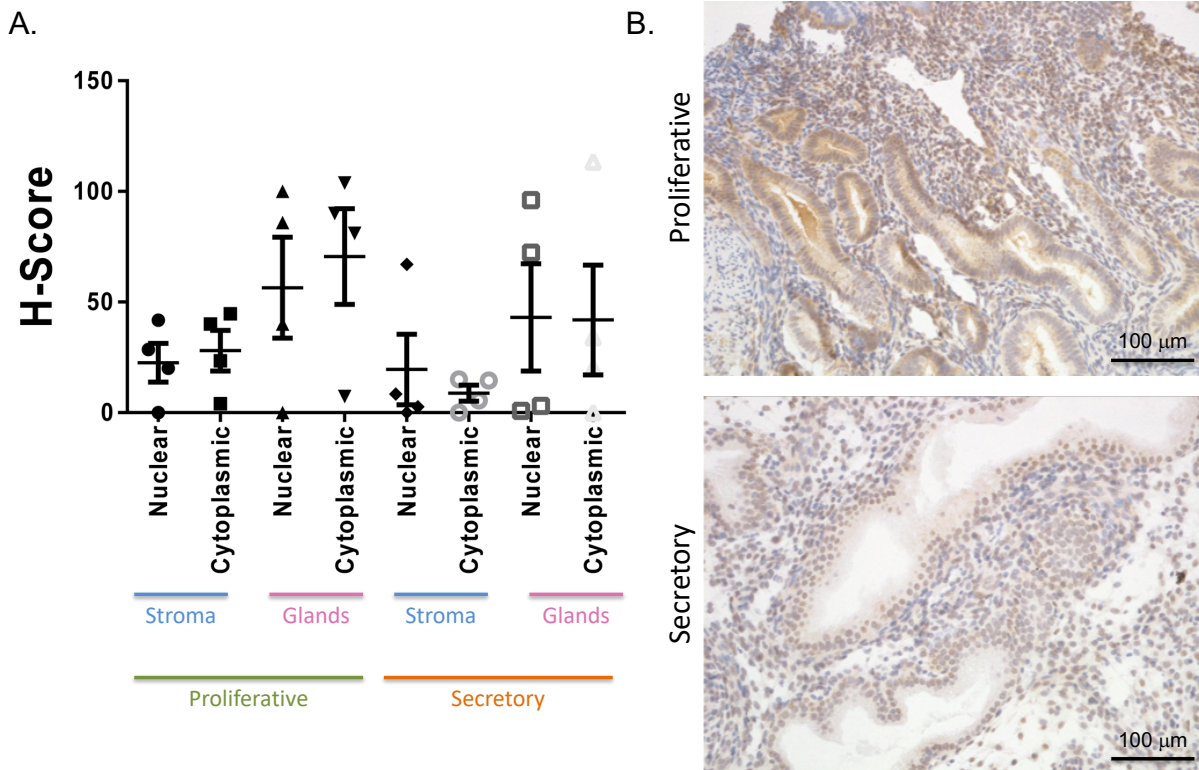 A.
150
100
50
0
H-Score
Nuclear
Cytoplasmic
Nuclear
Cytoplasmic
Nuclear
Cytoplasmic
Nuclear
Cytoplasmic
Stroma
Glands
Stroma
Glands
Proliferative
Secretory
B.
Proliferative
100 μm
Secretory
100 μm